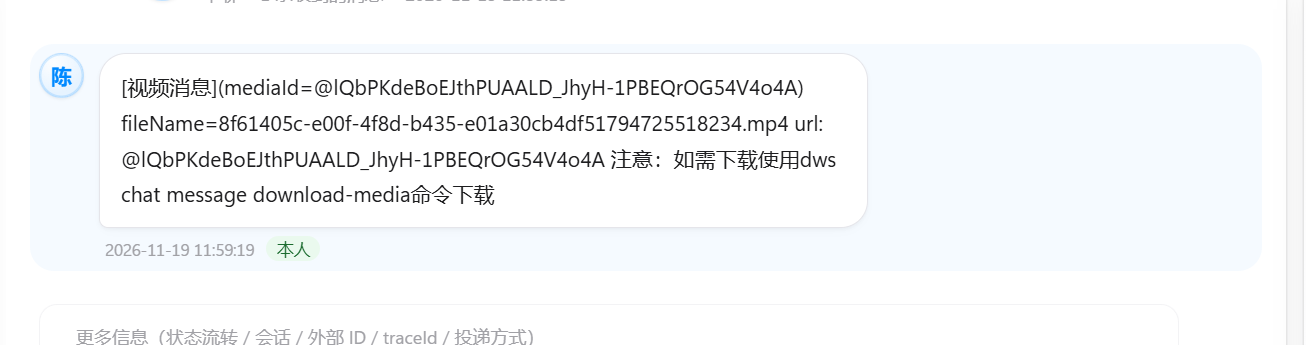 陈
[视频消息](mediaId=@lQbPKdeBoEJthPUAALD_JhyH-1PBEQrOG54V4o4A)
fileName=8f61405c-e00f-4f8d-b435-e01a30cb4df51794725518234.mp4 url:
@lQbPKdeBoEJthPUAALD_JhyH-1PBEQrOG54V4o4A 注意：如需下载使用dws
chat message download-media命令下载
2026-11-19 11:59:19 本人
更多信息（状态流转 / 会话 / 外部 ID / traceId / 投递方式）